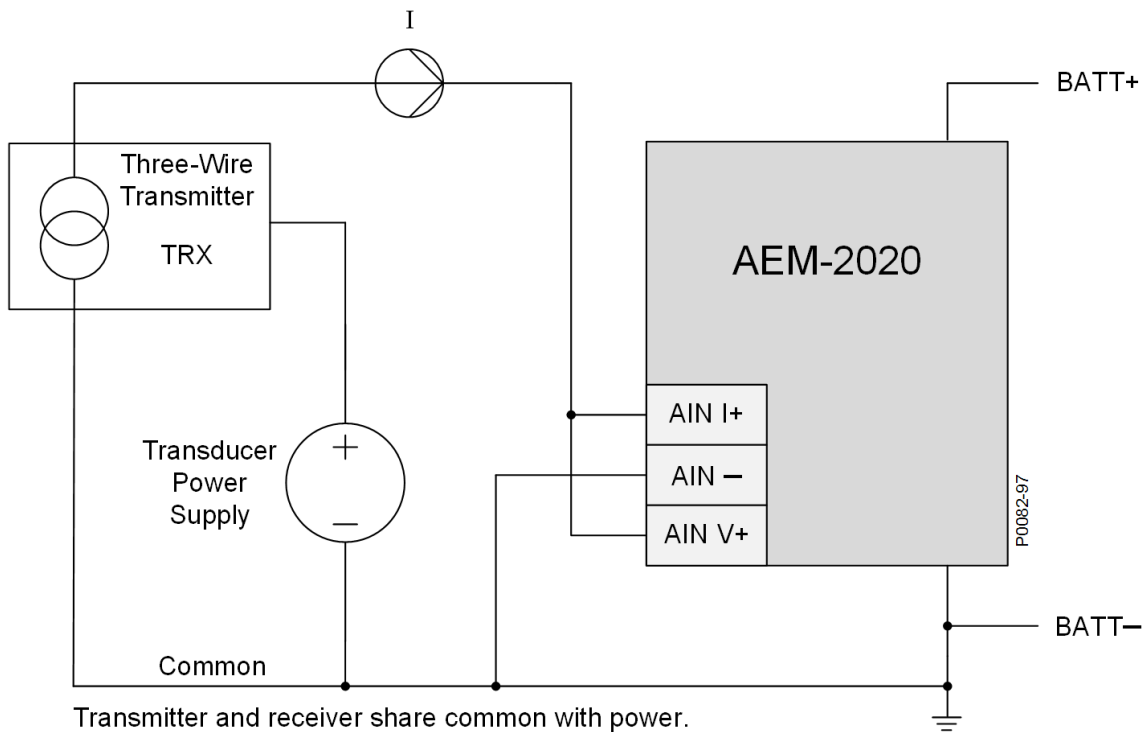 I
BATT+
Three-Wire
Transmitter
TRX
AEM-2020
AIN I+
AIN –
AIN V+
Transducer
Power
Supply
+
–
P0082-97
BATT–
Common
Transmitter and receiver share common with power.